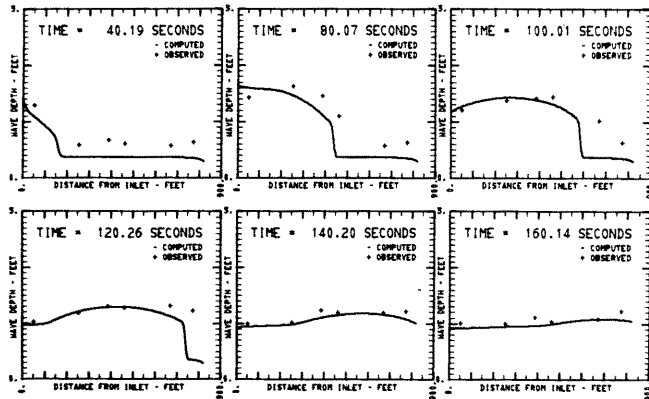 TIME = 40.19 SECONDS
- COMPUTED
+ OBSERVED
WAVE DEPTH - FEET
DISTANCE FROM INLET - FEET
TIME = 80.07 SECONDS
- COMPUTED
+ OBSERVED
WAVE DEPTH - FEET
DISTANCE FROM INLET - FEET
TIME = 100.01 SECONDS
- COMPUTED
+ OBSERVED
WAVE DEPTH - FEET
DISTANCE FROM INLET - FEET
TIME = 120.26 SECONDS
- COMPUTED
+ OBSERVED
WAVE DEPTH - FEET
DISTANCE FROM INLET - FEET
TIME = 140.20 SECONDS
- COMPUTED
+ OBSERVED
WAVE DEPTH - FEET
DISTANCE FROM INLET - FEET
TIME = 160.14 SECONDS
- COMPUTED
+ OBSERVED
WAVE DEPTH - FEET
DISTANCE FROM INLET - FEET